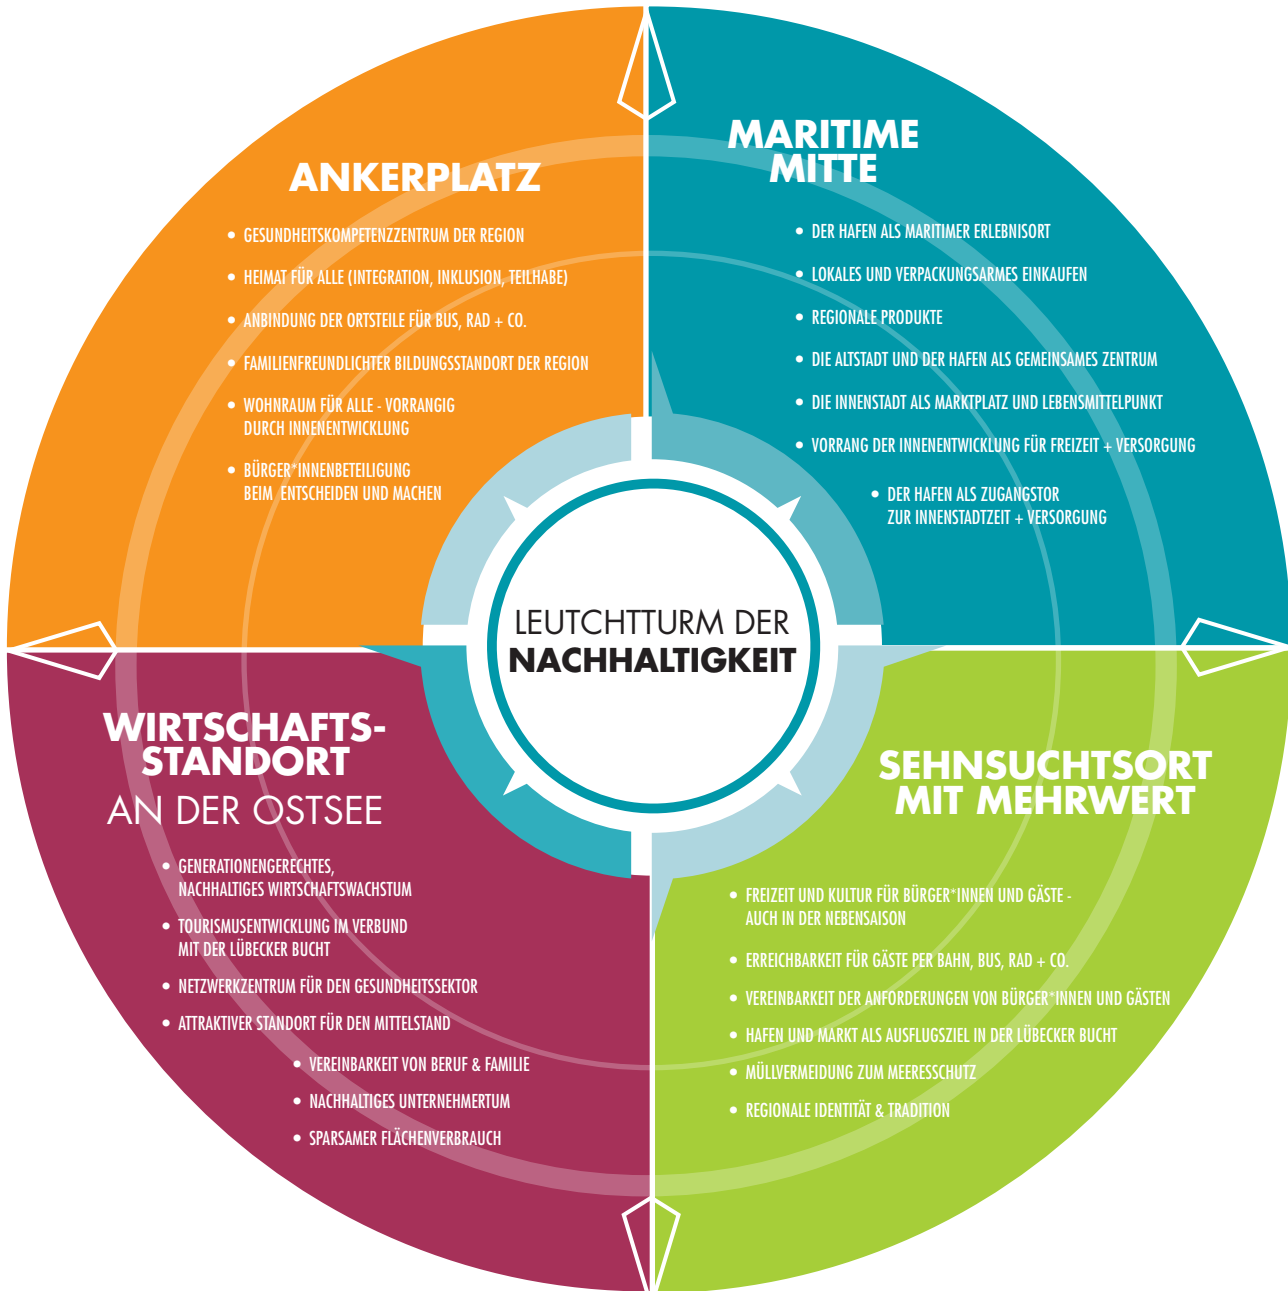 ANKERPLATZ
• GESUNDHEITSKOMPETENZZENTRUM DER REGION
• HEIMAT FÜR ALLE (INTEGRATION, INKLUSION, TEILHABE)
• ANBINDUNG DER ORTSTEILE FÜR BUS, RAD + CO.
• FAMILIENFREUNDLICHTER BILDUNGSSTANDORT DER REGION
• WOHNRAUM FÜR ALLE - VORRANGIG
DURCH INNENENTWICKLUNG
• BÜRGER*INNENBETEILIGUNG
BEIM ENTSCHEIDEN UND MACHEN
MARITIME
MITTE
• DER HAFEN ALS MARITIMER ERLEBNISORT
• LOKALES UND VERPACKUNGSARMES EINKAUFEN
• REGIONALE PRODUKTE
• DIE ALTSTADT UND DER HAFEN ALS GEMEINSAMES ZENTRUM
• DIE INNENSTADT ALS MARKTPLATZ UND LEBENSMITTELPUNKT
• VORRANG DER INNENENTWICKLUNG FÜR FREIZEIT + VERSORGUNG
• DER HAFEN ALS ZUGANGSTOR
ZUR INNENSTADTZEIT + VERSORGUNG
LEUTCHTTURM DER
NACHHALTIGKEIT
WIRTSCHAFTS-
STANDORT
AN DER OSTSEE
• GENERATIONENGERECHTES,
NACHHALTIGES WIRTSCHAFTSWACHSTUM
• TOURISMUSENTWICKLUNG IM VERBUND
MIT DER LÜBECKER BUCHT
• NETZWERKZENTRUM FÜR DEN GESUNDHEITSSEKTOR
• ATTRAKTIVER STANDORT FÜR DEN MITTELSTAND
• VEREINBARKEIT VON BERUF & FAMILIE
• NACHHALTIGES UNTERNEHMERTUM
• SPARSAMER FLÄCHENVERBRAUCH
SEHNSUCHTSORT
MIT MEHRWERT
• FREIZEIT UND KULTUR FÜR BÜRGER*INNEN UND GÄSTE -
AUCH IN DER NEBENSAISON
• ERREICHBARKEIT FÜR GÄSTE PER BAHN, BUS, RAD + CO.
• VEREINBARKEIT DER ANFORDERUNGEN VON BÜRGER*INNEN UND GÄSTEN
• HAFEN UND MARKT ALS AUSFLUGSZIEL IN DER LÜBECKER BUCHT
• MÜLLVERMEIDUNG ZUM MEERESSCHUTZ
• REGIONALE IDENTITÄT & TRADITION